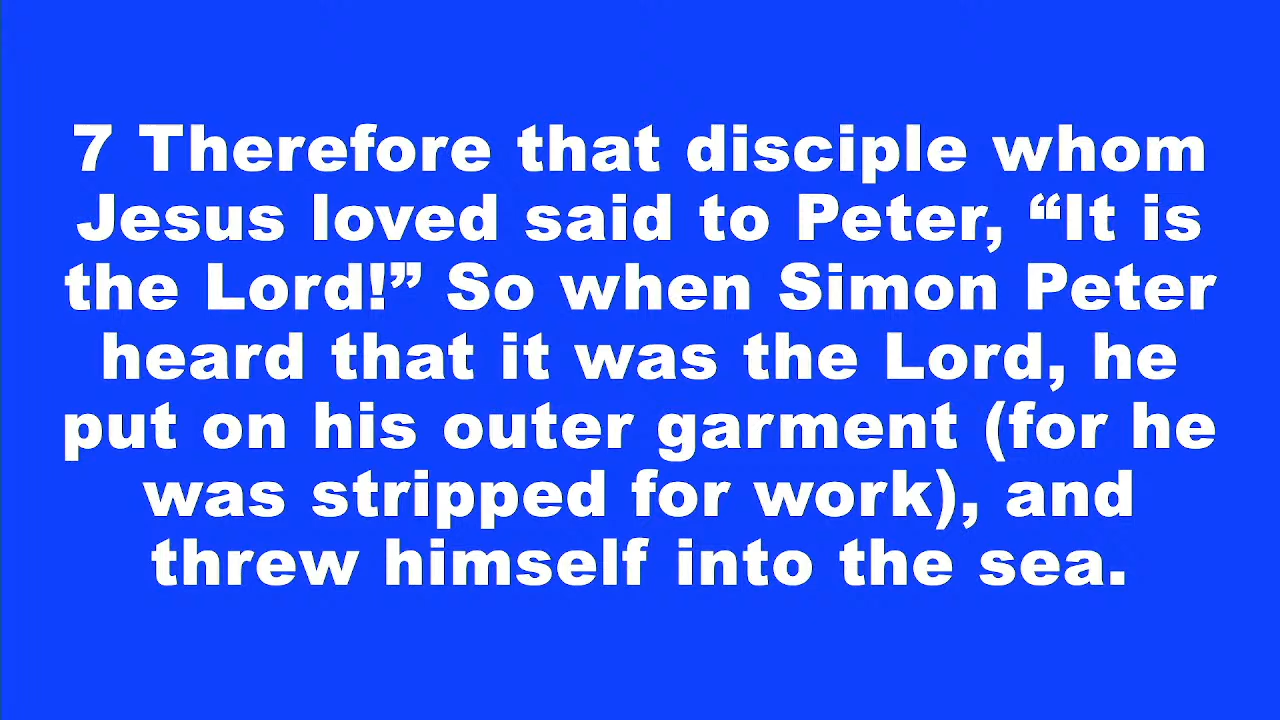 7 Therefore that disciple whom
Jesus loved said to Peter, “It is
the Lord!” So when Simon Peter
heard that it was the Lord, he
put on his outer garment (for he
was stripped for work), and
threw himself into the sea.